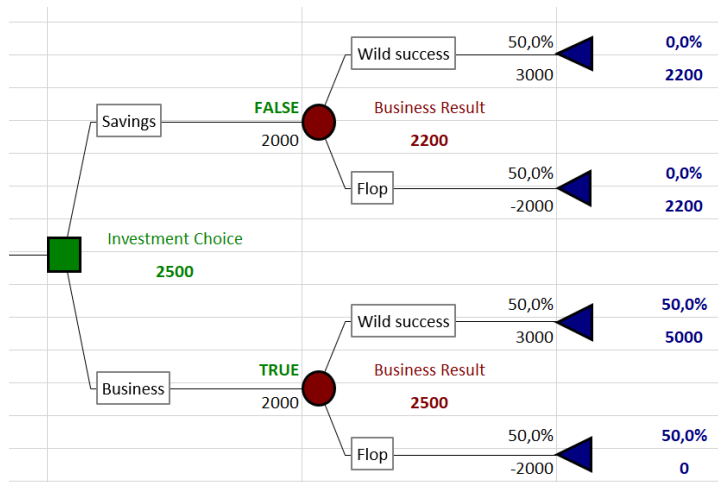 50,0% 0,0%
Wild success
3000 2200
FALSE Business Result
Savings
2000 2200
50,0% 0,0%
Flop
-2000 2200
Investment Choice
2500
50,0% 50,0%
Wild success
3000 5000
TRUE Business Result
Business
2000 2500
50,0% 50,0%
Flop
-2000 0